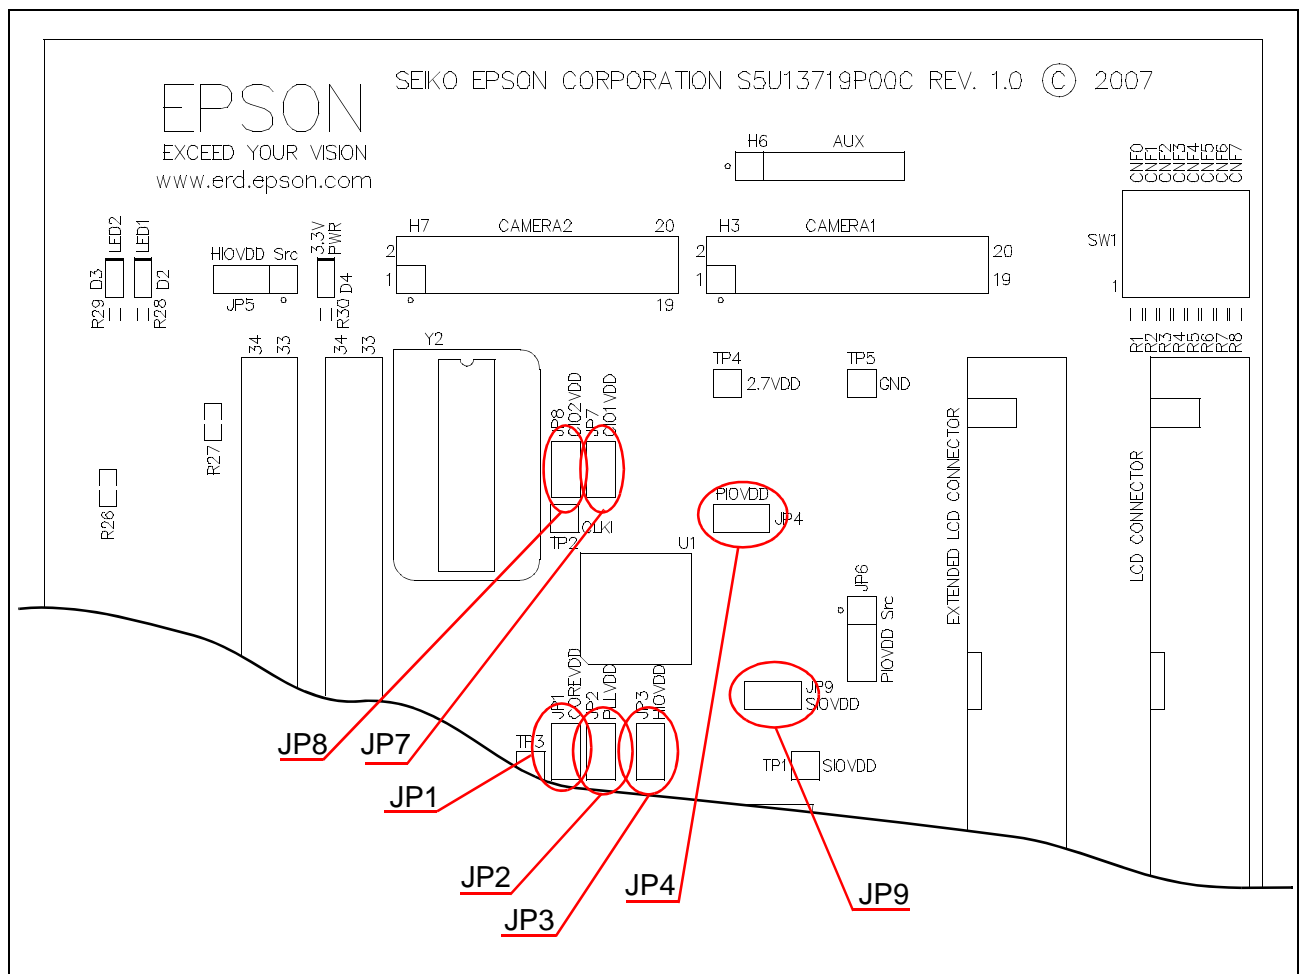 EPSON
EXCEED YOUR VISION
www.erd.epson.com
SEIKO EPSON CORPORATION S5U13719P00C REV. 1.0 © 2007
H6 AUX
CNF0
CNF1
CNF2
CNF3
CNF4
CNF5
CNF6
CNF7
SW1
1
LED2
LED1
D3
D2
R29
R28
HIOVDD Src
JP5
3.3V
PWR
D4
R30
H7 CAMERA2 20
2
1
19
H3 CAMERA1
2
20
1
19
R1
R2
R3
R4
R5
R6
R7
R8
34
33
34
33
Y2
R27
R26
JP8
CIO2VDD
JP7
CIO1VDD
CLKI
TP2
TP4
2.7VDD
TP5
GND
PIOVDD
JP4
U1
JP6
Src
PIOVDD
EXTENDED LCD CONNECTOR
LCD CONNECTOR
JP1
COREVDD
JP2
PLLVDD
JP3
HIOVDD
JP9
SIOVDD
TP3
TP1
SIOVDD
JP8
JP7
JP1
JP2
JP3
JP4
JP9